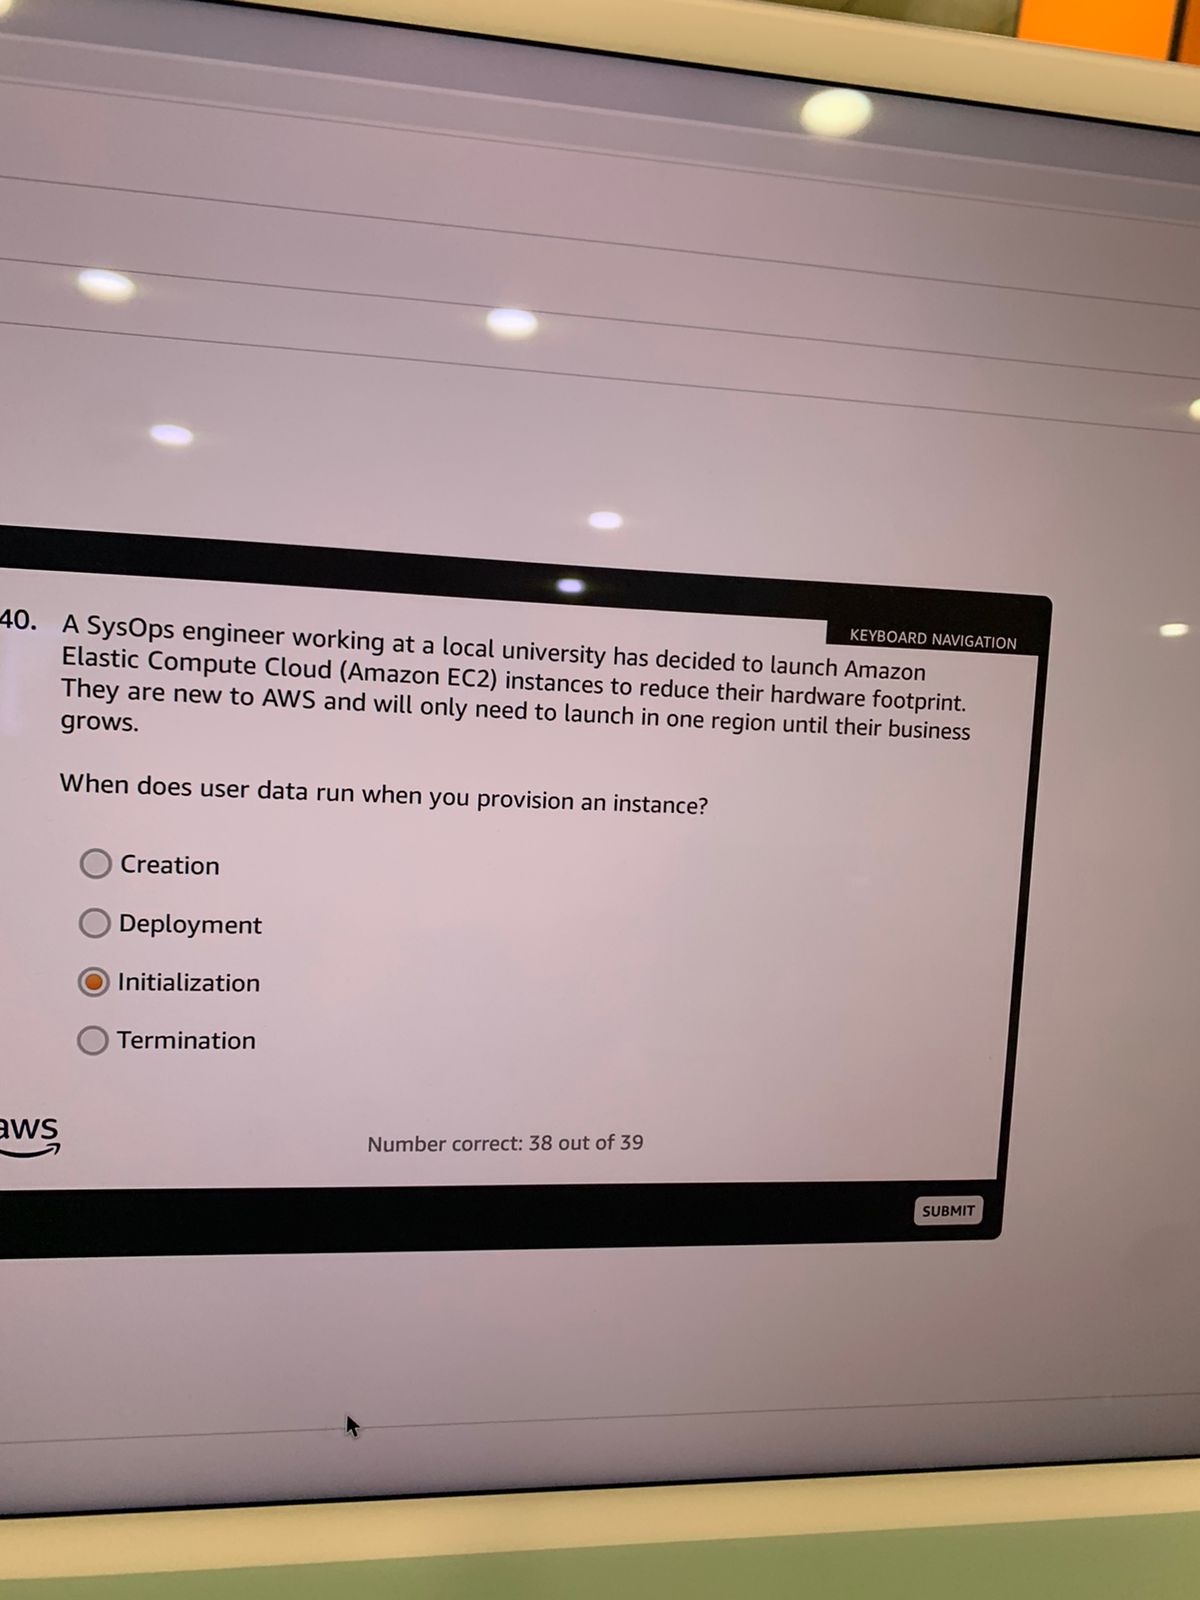 KEYBOARD NAVIGATION
40. A SysOps engineer working at a local university has decided to launch Amazon
Elastic Compute Cloud (Amazon EC2) instances to reduce their hardware footprint.
They are new to AWS and will only need to launch in one region until their business
grows.
When does user data run when you provision an instance?
Creation
Deployment
Initialization
Termination
aws
Number correct: 38 out of 39
SUBMIT